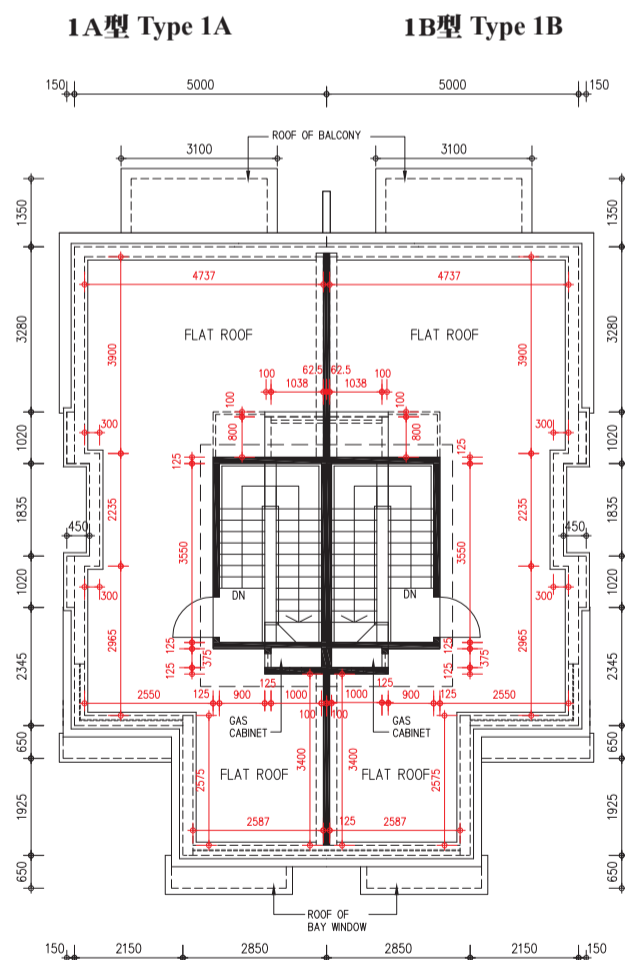 1A型 Type 1A
1B型 Type 1B
150 5000 5000 150
ROOF OF BALCONY
3100 3100
1350 1350
4737 4737
3280 3280
FLAT ROOF FLAT ROOF
3900 3900
62.5 62.5
100 1038 1038 100
100 100
300 800 800 300
1020 1020
125 125
2235 2235
1835 1835
450 450
3550 3550
DN DN
300 300
1020 1020
2965 2965
125 375 125 375
125 125
2345 2345
125 125
2550 125 900 1000 1000 900 125 2550
100 100
GAS
CABINET
GAS
CABINET
650 650
3400 3400
FLAT ROOF FLAT ROOF
2575 2575
1925 1925
2587 125 2587
650 650
ROOF OF
BAY WINDOW
150 2150 2850 2850 2150 150